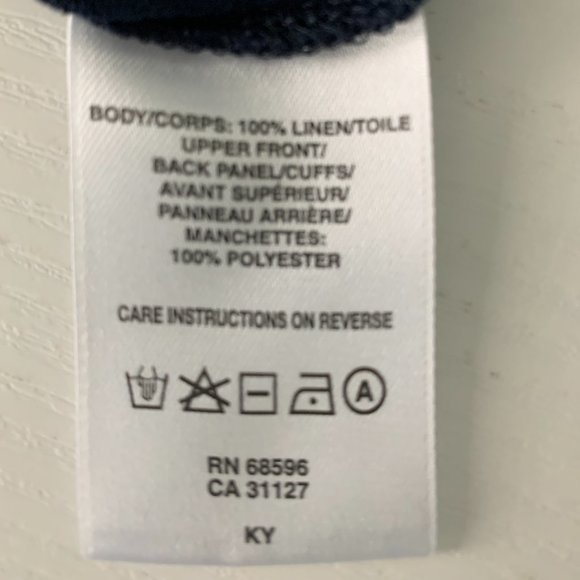 BODY/CORPS: 100% LINEN/TOILE
UPPER FRONT/
BACK PANEL/CUFFS/
AVANT SUPÉRIEUR/
PANNEAU ARRIÈRE/
MANCHETTES:
100% POLYESTER
CARE INSTRUCTIONS ON REVERSE
A
RN 68596
CA 31127
KY